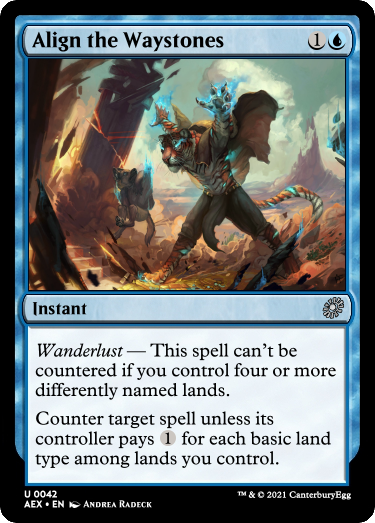 Align the Waystones 1
Instant
Wanderlust — This spell can't be
countered if you control four or more
differently named lands.
Counter target spell unless its
controller pays 1 for each basic land
type among lands you control.
U 0042
AEX • EN Andrea Radeck
™ & © 2021 CanterburyEgg